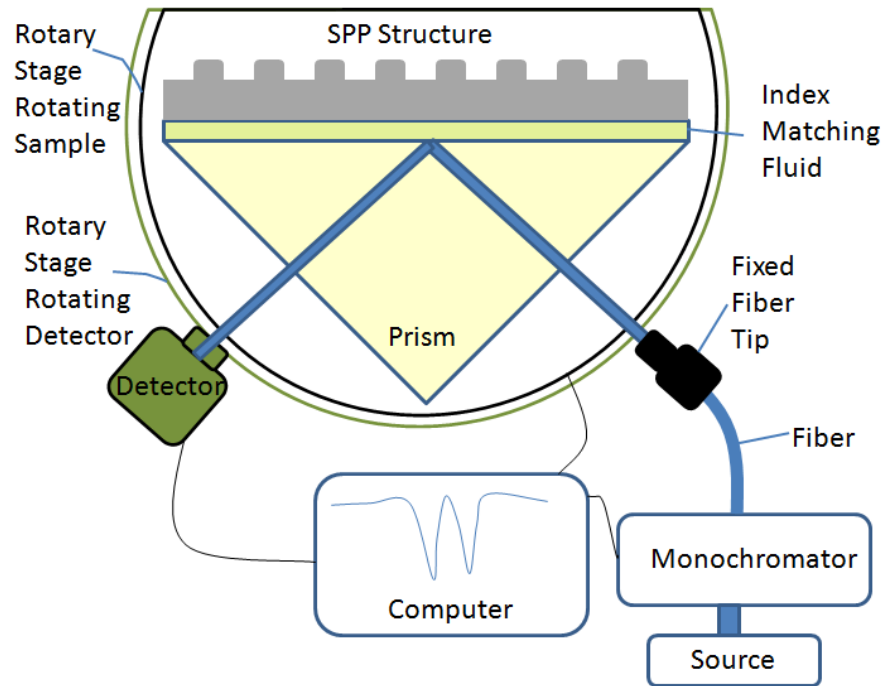 Rotary
Stage
Rotating
Sample
SPP Structure
Index
Matching
Fluid
Rotary
Stage
Rotating
Detector
Fixed
Fiber
Tip
Prism
Detector
Fiber
Monochromator
Computer
Source